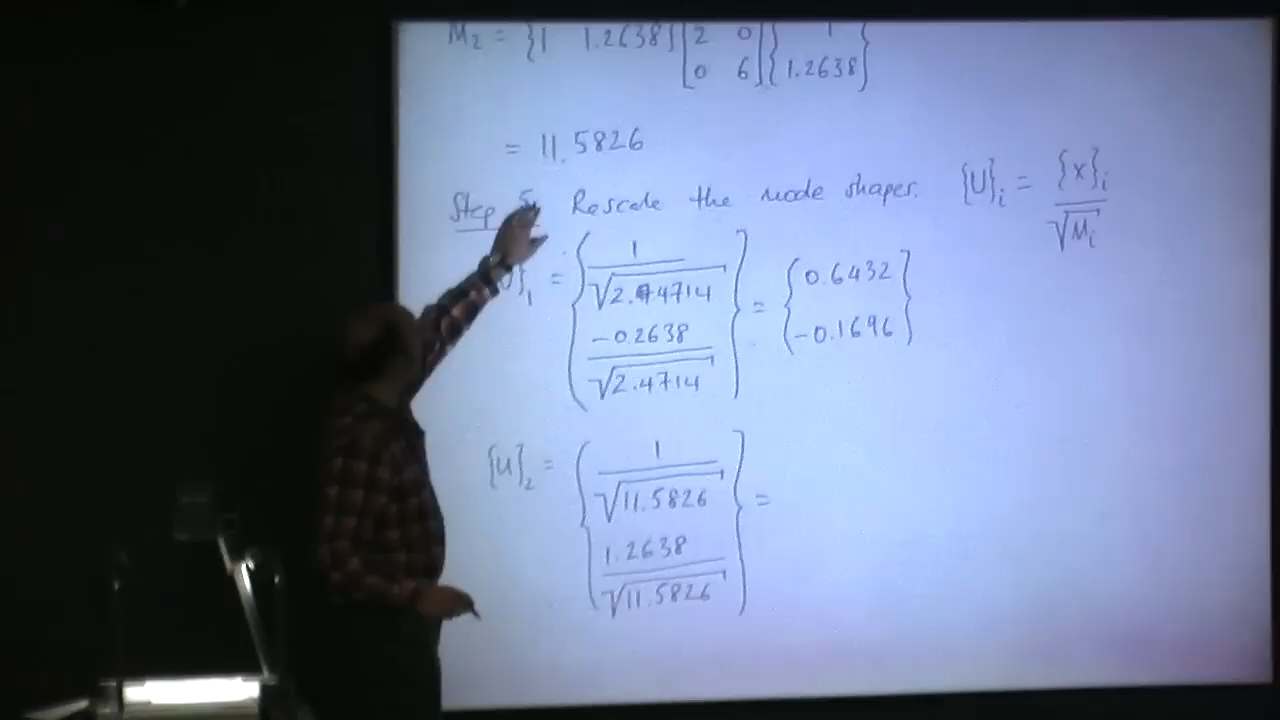 M₂ = {1 1.2638} [2 0 {1
0 6] 1.2638}
= 11.5826
Step 5 Rescale the mode shapes. {U}ᵢ = {x}ᵢ / √Mᵢ
}₁ = { 1 / √2.44714 } = { 0.6432
-0.2638 / √2.4714 } -0.1696 }
{U}₂ = { 1 / √11.5826 } =
1.2638 / √11.5826 }